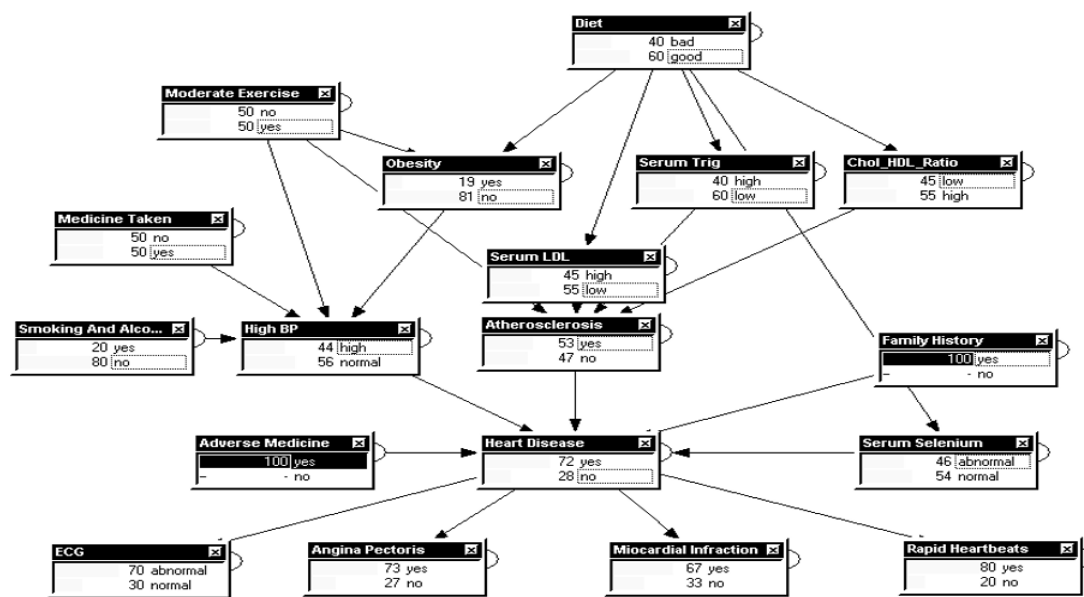 Diet
40 bad
60 good
Moderate Exercise
50 no
50 yes
Obesity
19 yes
81 no
Serum Trig
40 high
60 low
Chol_HDL_Ratio
45 low
55 high
Medicine Taken
50 no
50 yes
Serum LDL
45 high
55 low
Smoking And Alco...
20 yes
80 no
High BP
44 high
56 normal
Atherosclerosis
53 yes
47 no
Family History
100 yes
- - no
Adverse Medicine
100 yes
- - no
Heart Disease
72 yes
28 no
Serum Selenium
46 abnormal
54 normal
ECG
70 abnormal
30 normal
Angina Pectoris
73 yes
27 no
Miocardial Infraction
67 yes
33 no
Rapid Heartbeats
80 yes
20 no